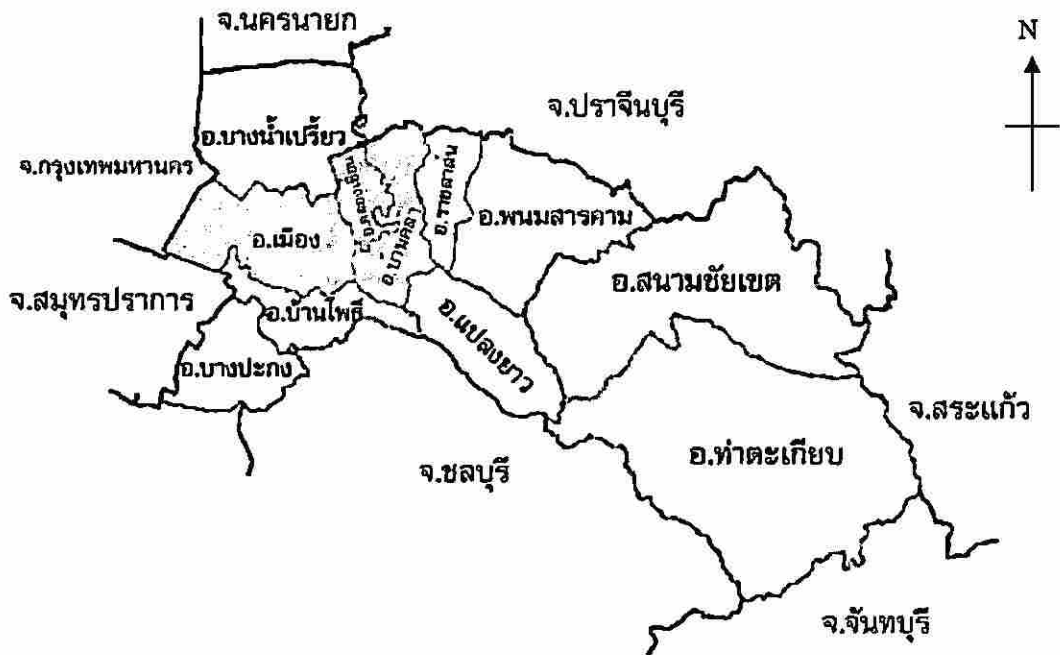 จ.นครนายก
N
จ.ปราจีนบุรี
อ.บางน้ำเปรี้ยว
จ.กรุงเทพมหานคร
อ.คลองเขื่อน
อ.ราชสาส์น
อ.พนมสารคาม
อ.เมือง
อ.บางคล้า
อ.สนามชัยเขต
จ.สมุทรปราการ
อ.บ้านโพธิ์
อ.แปลงยาว
อ.บางปะกง
จ.สระแก้ว
อ.ท่าตะเกียบ
จ.ชลบุรี
จ.จันทบุรี